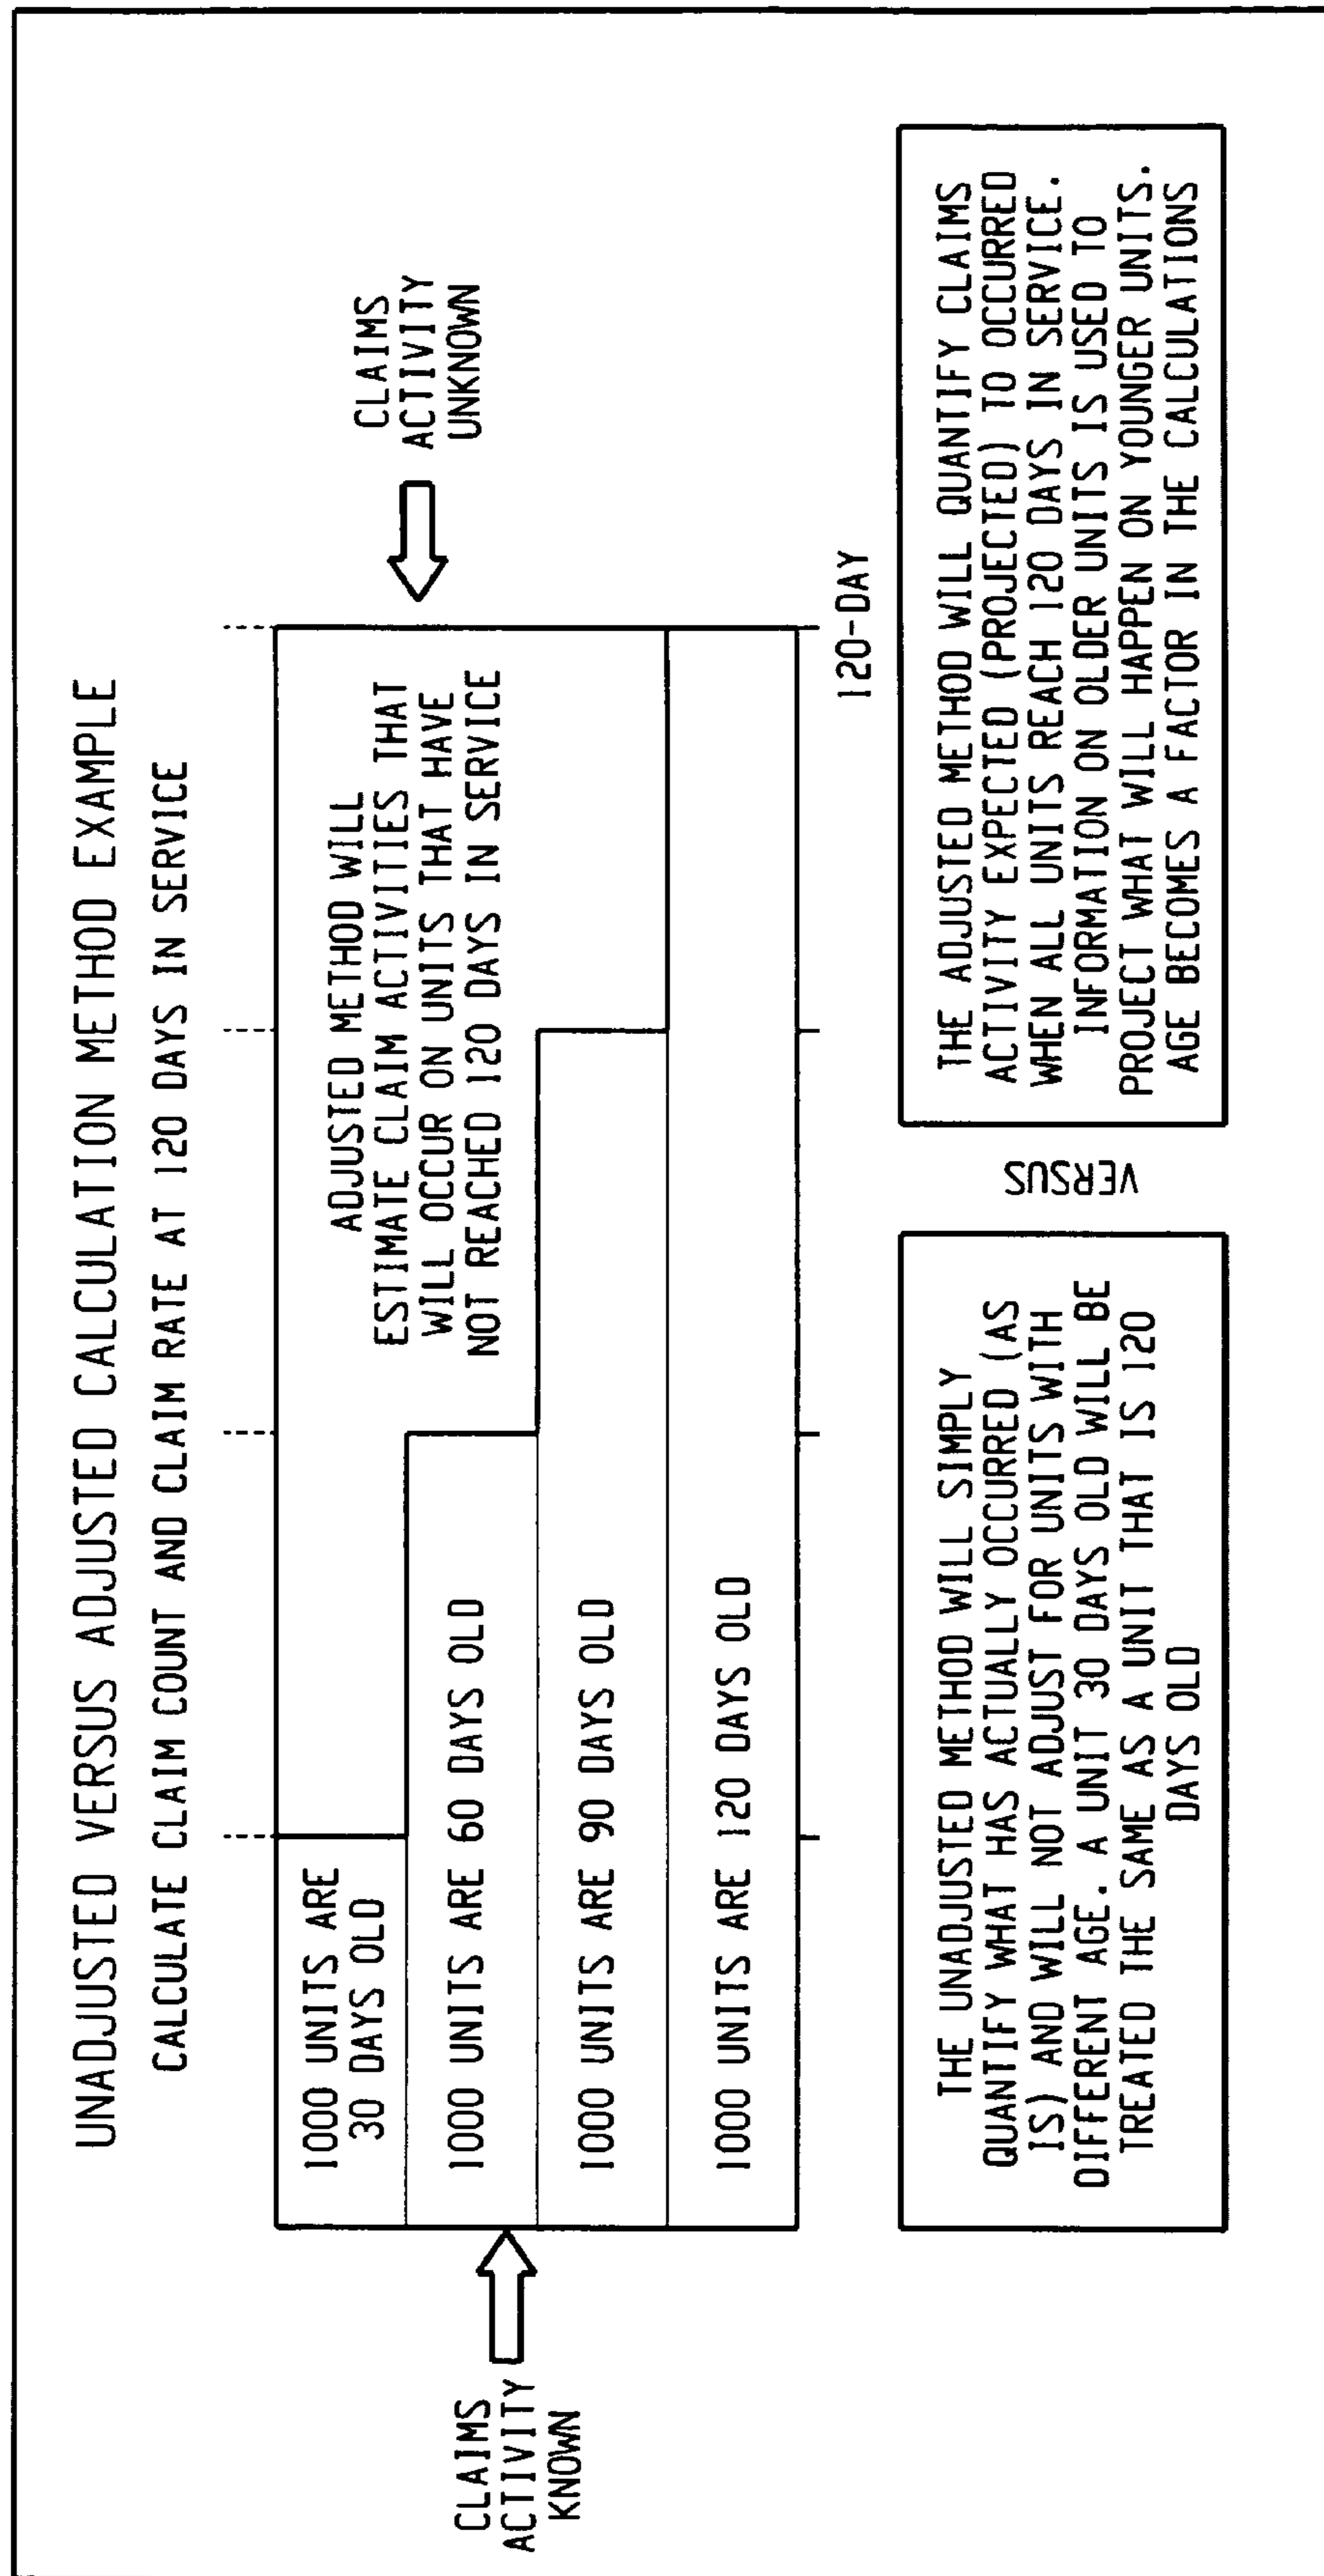 UNADJUSTED VERSUS ADJUSTED CALCULATION METHOD EXAMPLE
CALCULATE CLAIM COUNT AND CLAIM RATE AT 120 DAYS IN SERVICE
CLAIMS
ACTIVITY
KNOWN
1000 UNITS ARE
30 DAYS OLD
1000 UNITS ARE 60 DAYS OLD
1000 UNITS ARE 90 DAYS OLD
1000 UNITS ARE 120 DAYS OLD
ADJUSTED METHOD WILL
ESTIMATE CLAIM ACTIVITIES THAT
WILL OCCUR ON UNITS THAT HAVE
NOT REACHED 120 DAYS IN SERVICE
CLAIMS
ACTIVITY
UNKNOWN
120-DAY
THE UNADJUSTED METHOD WILL SIMPLY
QUANTIFY WHAT HAS ACTUALLY OCCURRED (AS
IS) AND WILL NOT ADJUST FOR UNITS WITH
DIFFERENT AGE. A UNIT 30 DAYS OLD WILL BE
TREATED THE SAME AS A UNIT THAT IS 120
DAYS OLD
VERSUS
THE ADJUSTED METHOD WILL QUANTIFY CLAIMS
ACTIVITY EXPECTED (PROJECTED) TO OCCURRED
WHEN ALL UNITS REACH 120 DAYS IN SERVICE.
INFORMATION ON OLDER UNITS IS USED TO
PROJECT WHAT WILL HAPPEN ON YOUNGER UNITS.
AGE BECOMES A FACTOR IN THE CALCULATIONS